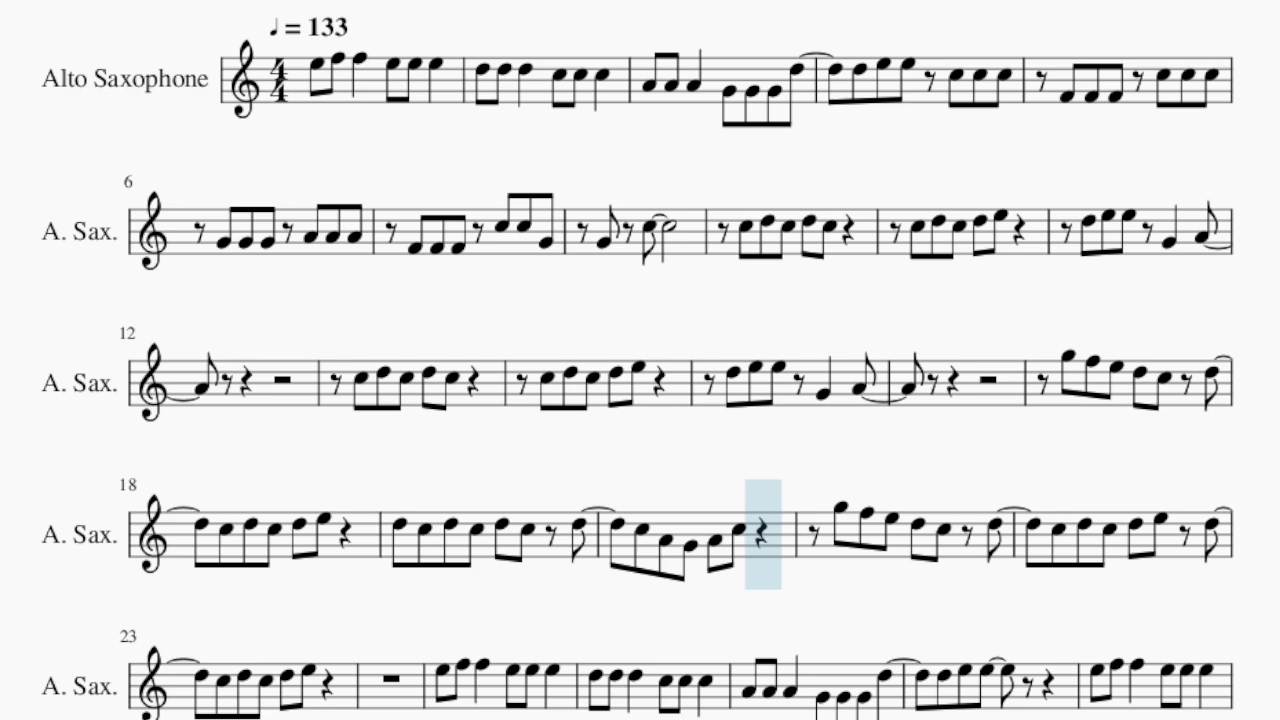 ♩ = 133
Alto Saxophone 4 4
6
A. Sax.
12
A. Sax.
18
A. Sax.
23
A. Sax.